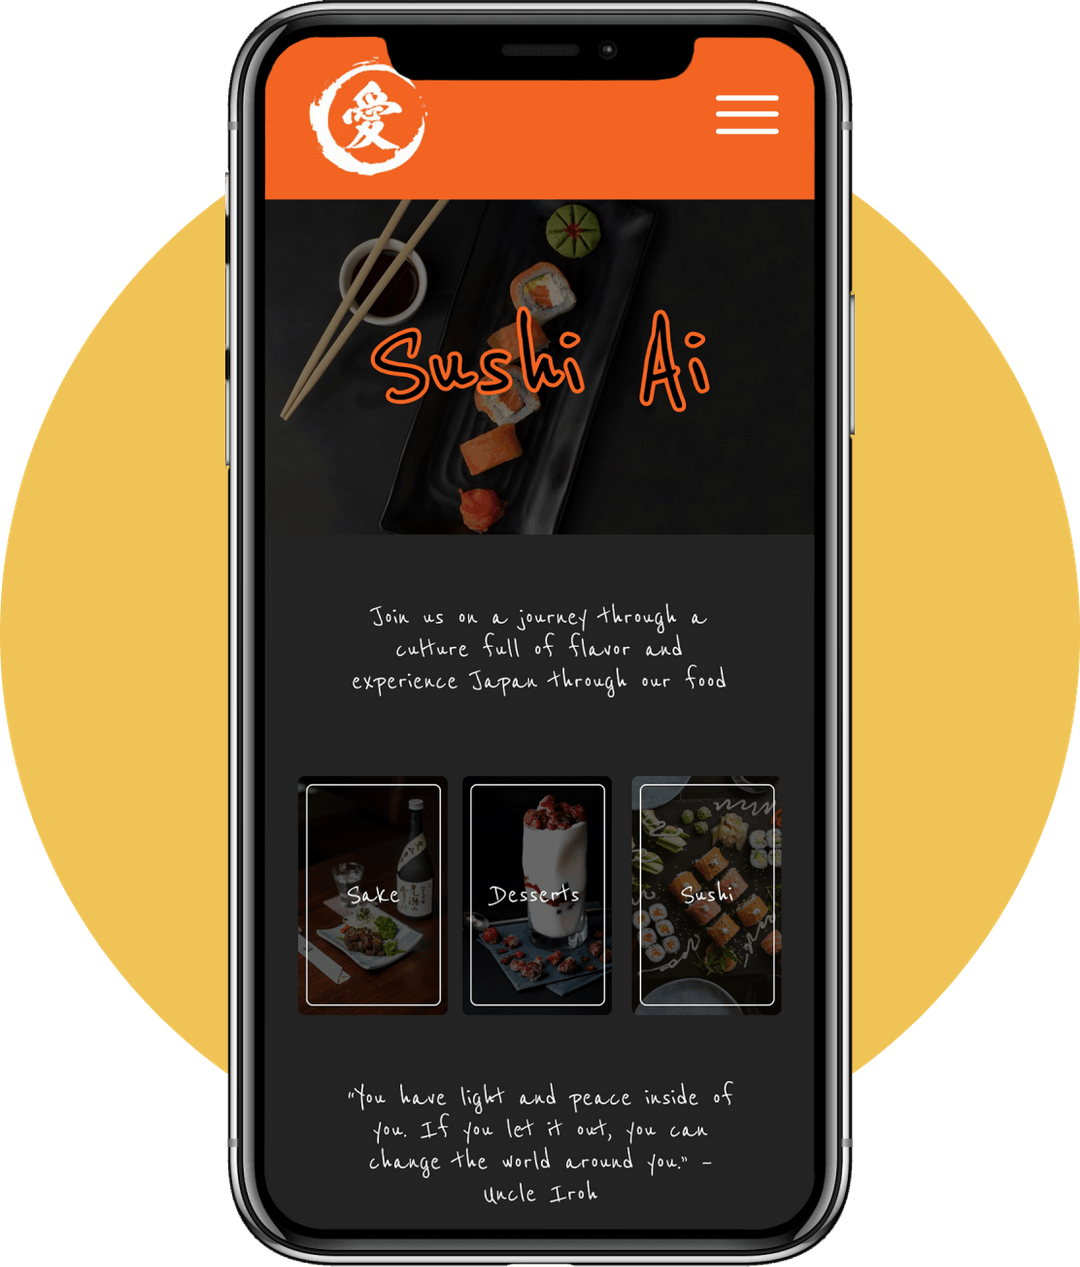 愛
Sushi Ai
Join us on a journey through a
culture full of flavor and
experience Japan through our food
Sake
Desserts
Sushi
"You have light and peace inside of
you. If you let it out, you can
change the world around you." -
Uncle Iroh